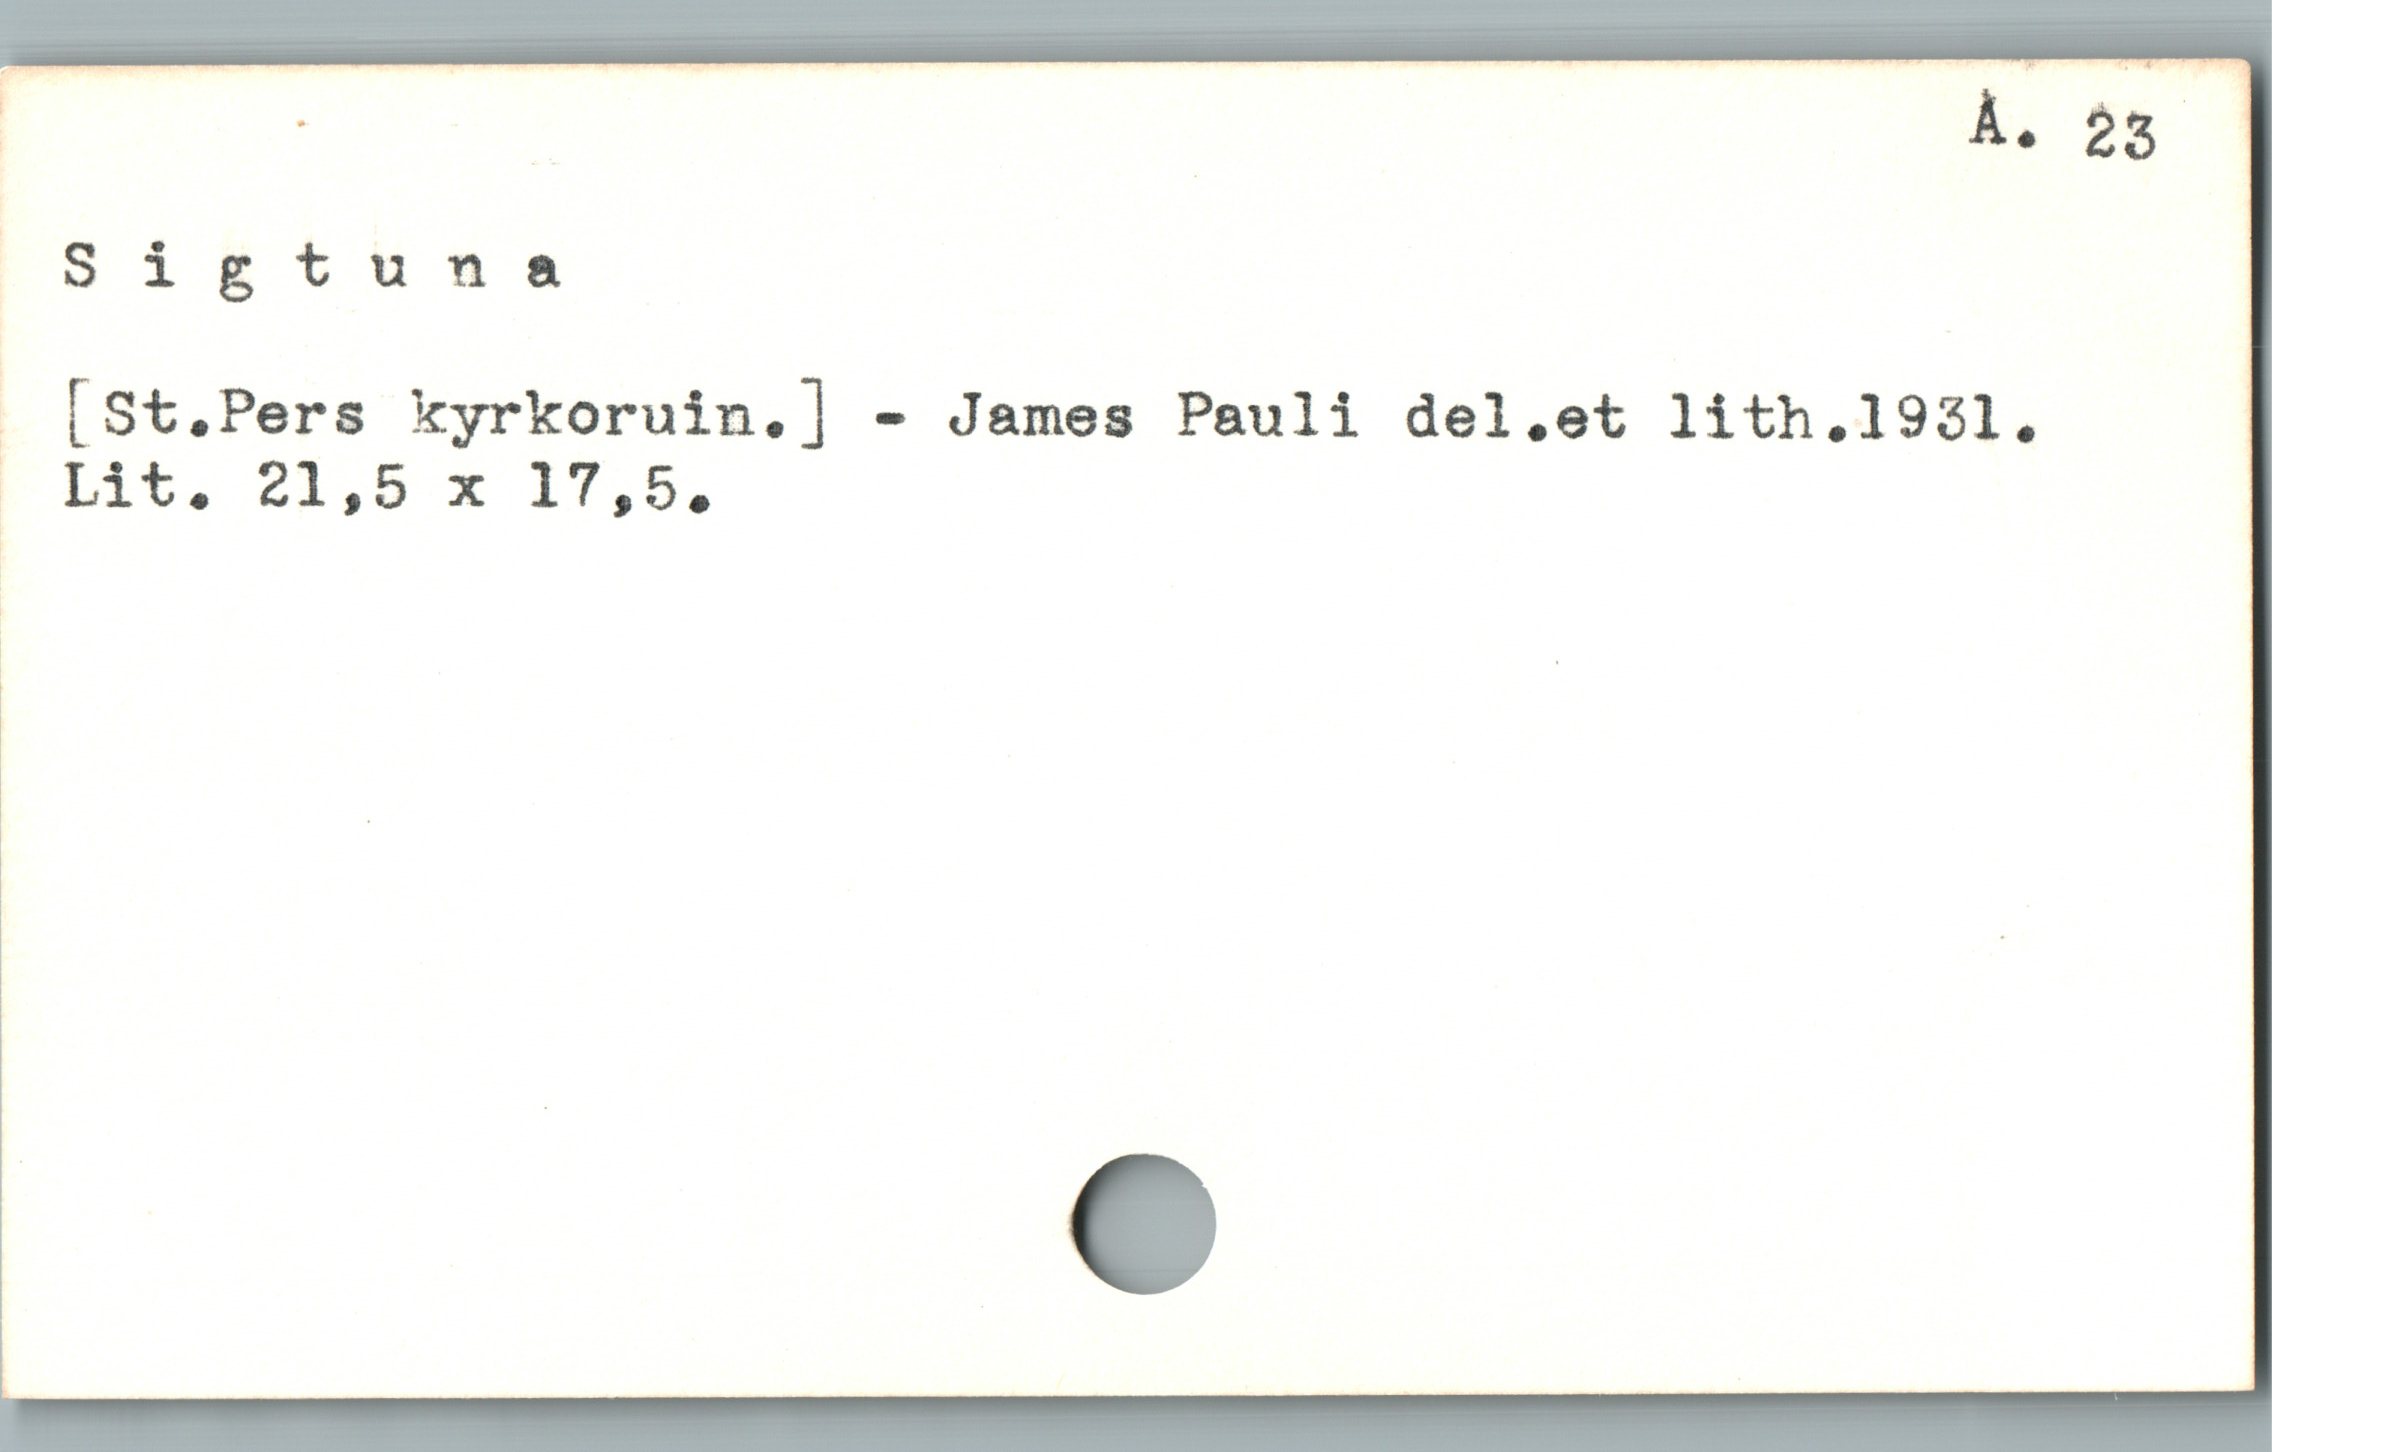 A. 23
S i g t u n a
[St.Pers kyrkoruin.] - James Pauli del.et lith.1931.
Lit. 21,5 x 17,5.